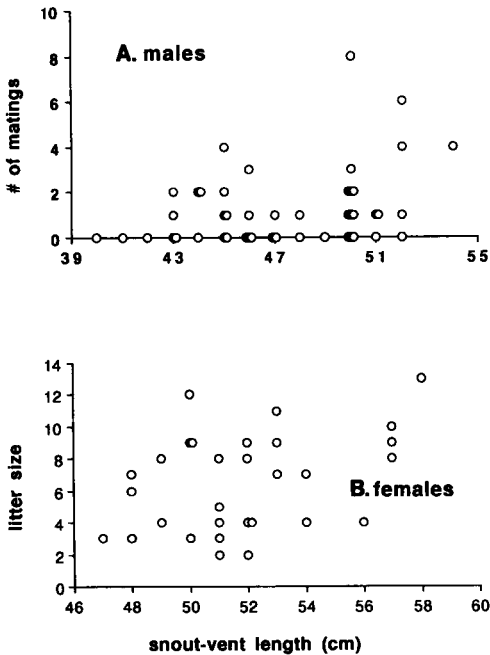 10
A. males
8
6
# of matings
4
2
0
39 43 47 51 55
14
12
10
8
litter size
B. females
6
4
2
0
46 48 50 52 54 56 58 60
snout-vent length (cm)